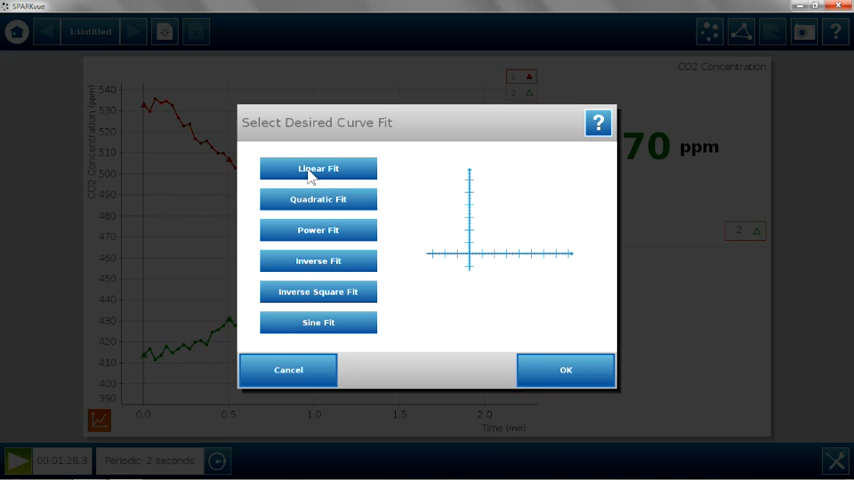 SPARKvue
1:Untitled
?
CO2 Concentration
1
2
540
530
510
500
490
480
470
460
450
440
430
420
410
400
390
CO2 Concentration (ppm)
0.0 0.5 1.0 1.5 2.0
Time (min)
70 ppm
2
Select Desired Curve Fit
?
Linear Fit
Quadratic Fit
Power Fit
Inverse Fit
Inverse Square Fit
Sine Fit
Cancel
OK
00:01:28.3
Periodic: 2 seconds